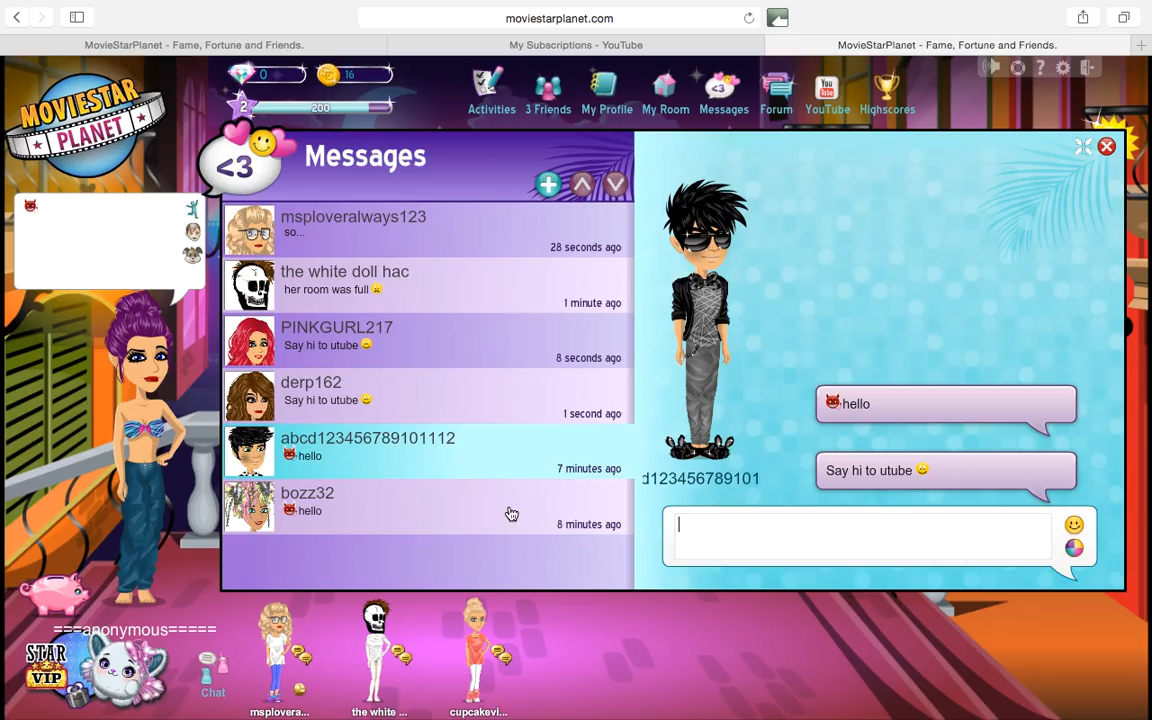 moviestarplanet.com
MovieStarPlanet - Fame, Fortune and Friends.
My Subscriptions - YouTube
MovieStarPlanet - Fame, Fortune and Friends.
MOVIESTAR
PLANET
0
16
2
200
Activities
3 Friends
My Profile
My Room
<3
Messages
Forum
You
Tube
YouTube
Highscores
<3
Messages
msploveralways123
so...
28 seconds ago
the white doll hac
her room was full
1 minute ago
PINKGURL217
Say hi to utube
8 seconds ago
derp162
Say hi to utube
1 second ago
abcd123456789101112
hello
7 minutes ago
bozz32
hello
8 minutes ago
d123456789101
hello
Say hi to utube
===anonymous=====
STAR
VIP
Chat
msplovera...
the white ...
cupcakevi...